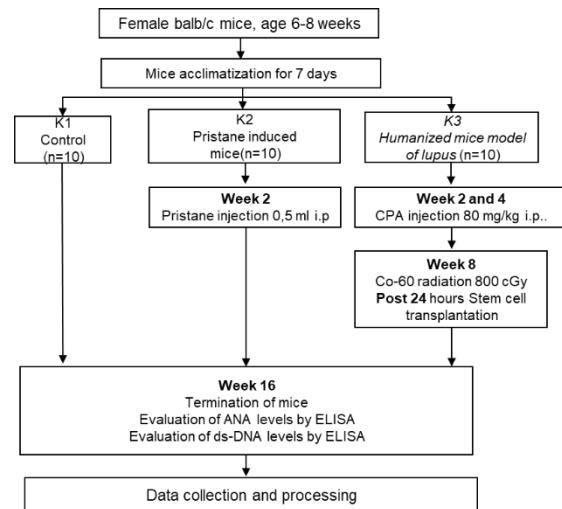 Female balb/c mice, age 6-8 weeks
Mice acclimatization for 7 days
K1
Control
(n=10)
K2
Pristane induced
mice(n=10)
K3
Humanized mice model
of lupus (n=10)
Week 2
Pristane injection 0,5 ml i.p
Week 2 and 4
CPA injection 80 mg/kg i.p..
Week 8
Co-60 radiation 800 cGy
Post 24 hours Stem cell
transplantation
Week 16
Termination of mice
Evaluation of ANA levels by ELISA
Evaluation of ds-DNA levels by ELISA
Data collection and processing